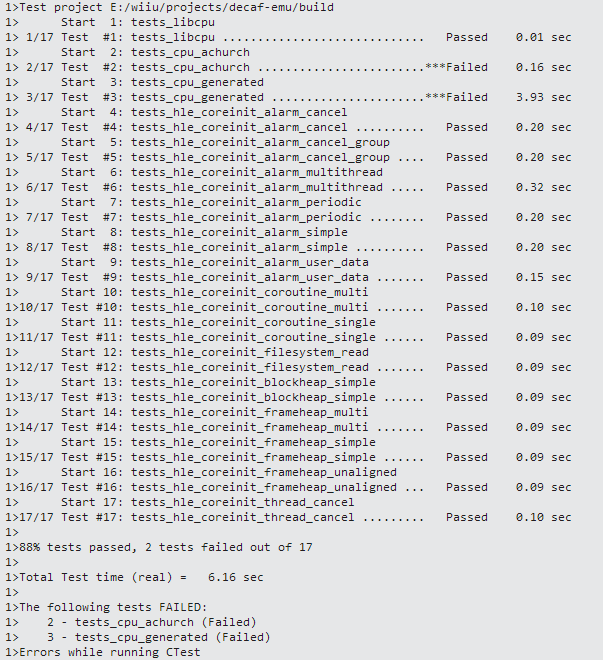 1>Test project E:/wiiu/projects/decaf-emu/build
1>      Start  1: tests_libcpu
1> 1/17 Test  #1: tests_libcpu .............................   Passed    0.01 sec
1>      Start  2: tests_cpu_achurch
1> 2/17 Test  #2: tests_cpu_achurch ........................***Failed    0.16 sec
1>      Start  3: tests_cpu_generated
1> 3/17 Test  #3: tests_cpu_generated ......................***Failed    3.93 sec
1>      Start  4: tests_hle_coreinit_alarm_cancel
1> 4/17 Test  #4: tests_hle_coreinit_alarm_cancel ..........   Passed    0.20 sec
1>      Start  5: tests_hle_coreinit_alarm_cancel_group
1> 5/17 Test  #5: tests_hle_coreinit_alarm_cancel_group ....   Passed    0.20 sec
1>      Start  6: tests_hle_coreinit_alarm_multithread
1> 6/17 Test  #6: tests_hle_coreinit_alarm_multithread .....   Passed    0.32 sec
1>      Start  7: tests_hle_coreinit_alarm_periodic
1> 7/17 Test  #7: tests_hle_coreinit_alarm_periodic ........   Passed    0.20 sec
1>      Start  8: tests_hle_coreinit_alarm_simple
1> 8/17 Test  #8: tests_hle_coreinit_alarm_simple ..........   Passed    0.20 sec
1>      Start  9: tests_hle_coreinit_alarm_user_data
1> 9/17 Test  #9: tests_hle_coreinit_alarm_user_data .......   Passed    0.15 sec
1>      Start 10: tests_hle_coreinit_coroutine_multi
1>10/17 Test #10: tests_hle_coreinit_coroutine_multi .......   Passed    0.10 sec
1>      Start 11: tests_hle_coreinit_coroutine_single
1>11/17 Test #11: tests_hle_coreinit_coroutine_single ......   Passed    0.09 sec
1>      Start 12: tests_hle_coreinit_filesystem_read
1>12/17 Test #12: tests_hle_coreinit_filesystem_read .......   Passed    0.09 sec
1>      Start 13: tests_hle_coreinit_blockheap_simple
1>13/17 Test #13: tests_hle_coreinit_blockheap_simple ......   Passed    0.09 sec
1>      Start 14: tests_hle_coreinit_frameheap_multi
1>14/17 Test #14: tests_hle_coreinit_frameheap_multi .......   Passed    0.09 sec
1>      Start 15: tests_hle_coreinit_frameheap_simple
1>15/17 Test #15: tests_hle_coreinit_frameheap_simple ......   Passed    0.09 sec
1>      Start 16: tests_hle_coreinit_frameheap_unaligned
1>16/17 Test #16: tests_hle_coreinit_frameheap_unaligned ...   Passed    0.09 sec
1>      Start 17: tests_hle_coreinit_thread_cancel
1>17/17 Test #17: tests_hle_coreinit_thread_cancel .........   Passed    0.10 sec
1>
1>88% tests passed, 2 tests failed out of 17
1>
1>Total Test time (real) =   6.16 sec
1>
1>The following tests FAILED:
1>    2 - tests_cpu_achurch (Failed)
1>    3 - tests_cpu_generated (Failed)
1>Errors while running CTest